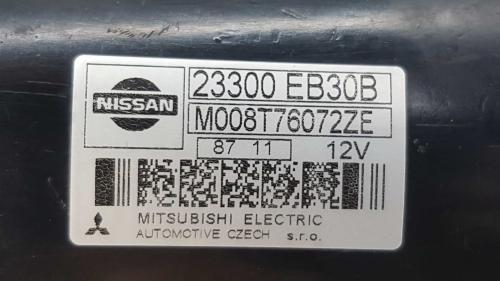 NISSAN
23300 EB30B
M008T76072ZE
87 11 12V
MITSUBISHI ELECTRIC
AUTOMOTIVE CZECH s.r.o.